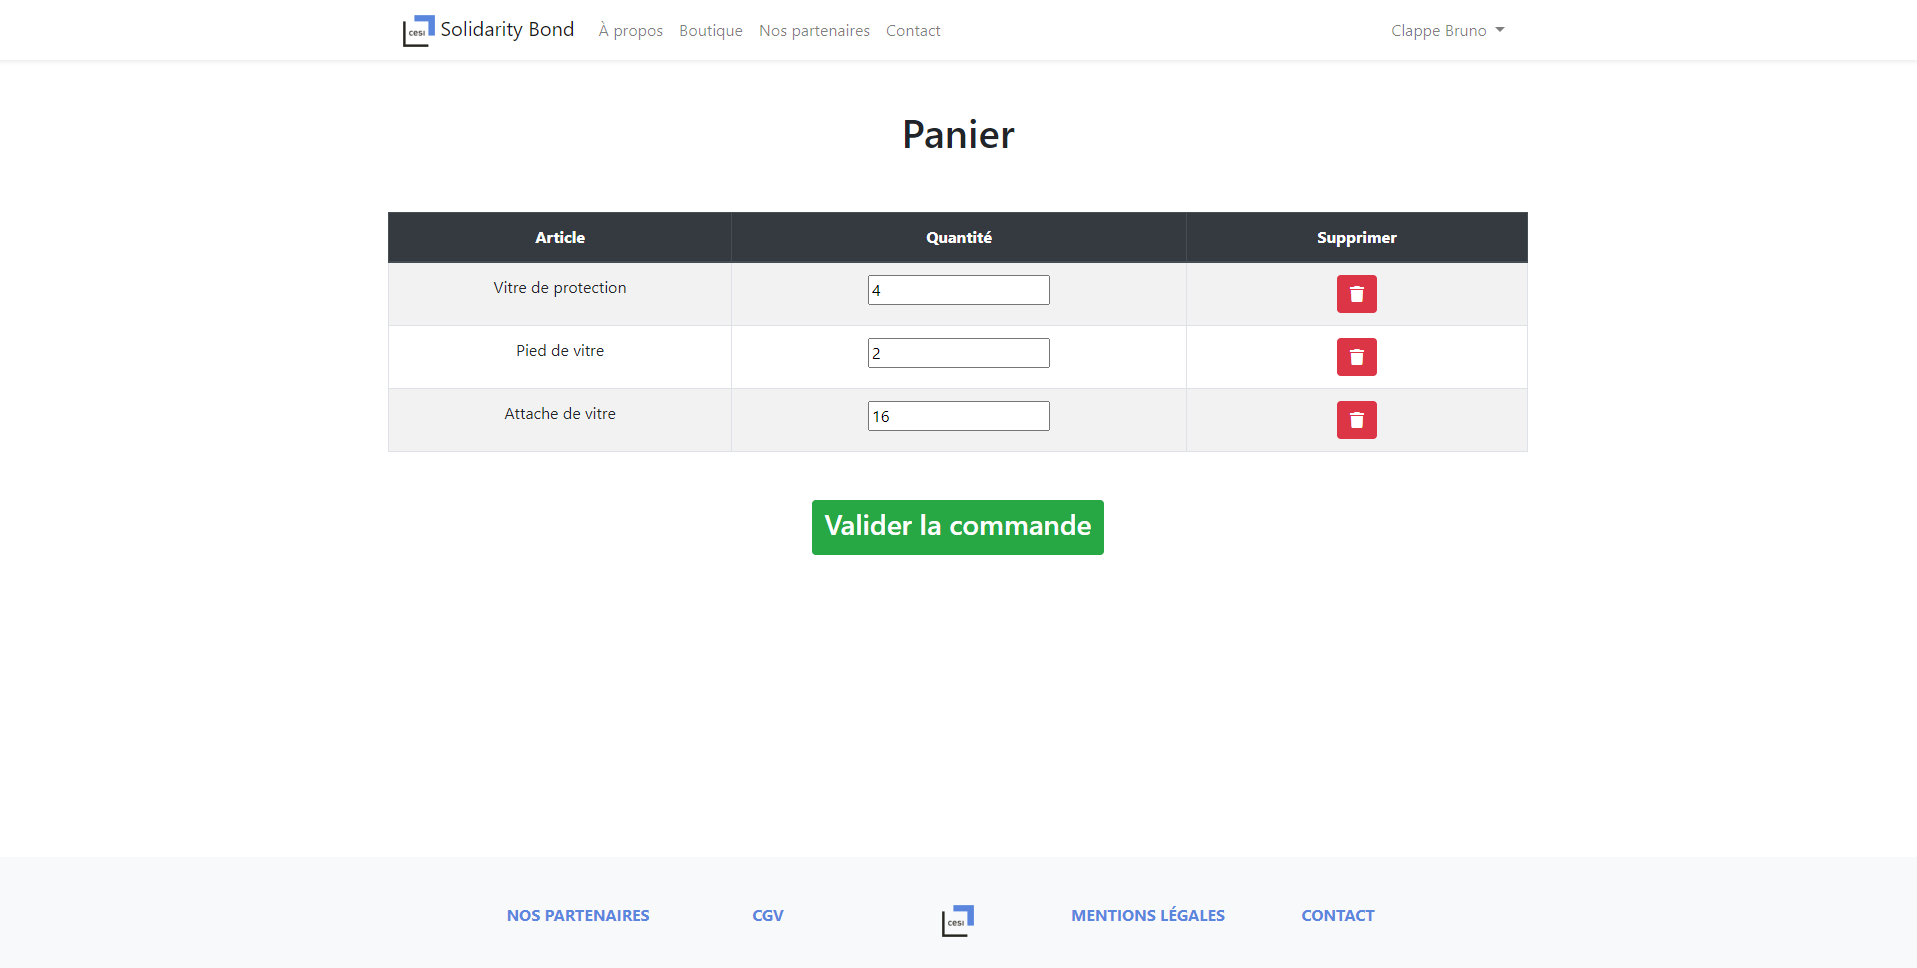 cesi Solidarity Bond À propos Boutique Nos partenaires Contact Clappe Bruno
Panier
Article Quantité Supprimer
Vitre de protection 4
Pied de vitre 2
Attache de vitre 16
Valider la commande
NOS PARTENAIRES CGV cesi MENTIONS LÉGALES CONTACT